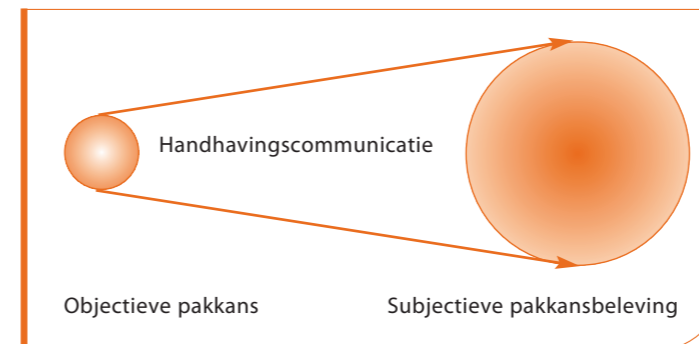 Handhavingscommunicatie
Objectieve pakkans
Subjectieve pakkansbeleving